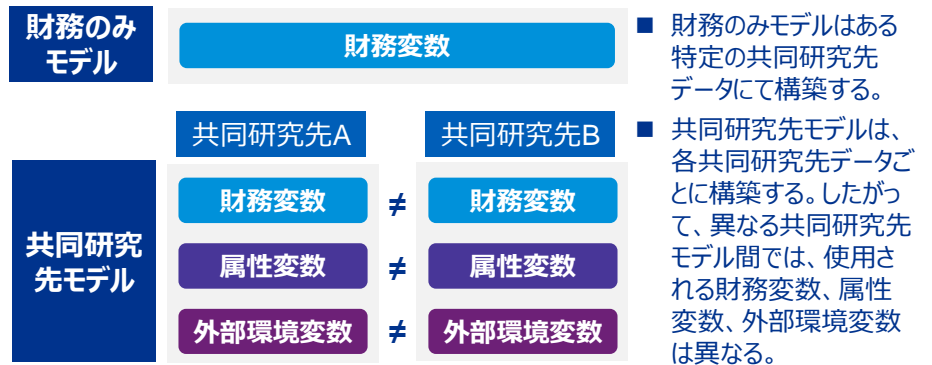 財務のみ
モデル
財務変数
■ 財務のみモデルはある
特定の共同研究先
データにて構築する。
共同研究先A
共同研究先B
共同研究
先モデル
財務変数 ≠ 財務変数
属性変数 ≠ 属性変数
外部環境変数 ≠ 外部環境変数
■ 共同研究先モデルは、
各共同研究先データご
とに構築する。したがっ
て、異なる共同研究先
モデル間では、使用さ
れる財務変数、属性
変数、外部環境変数
は異なる。